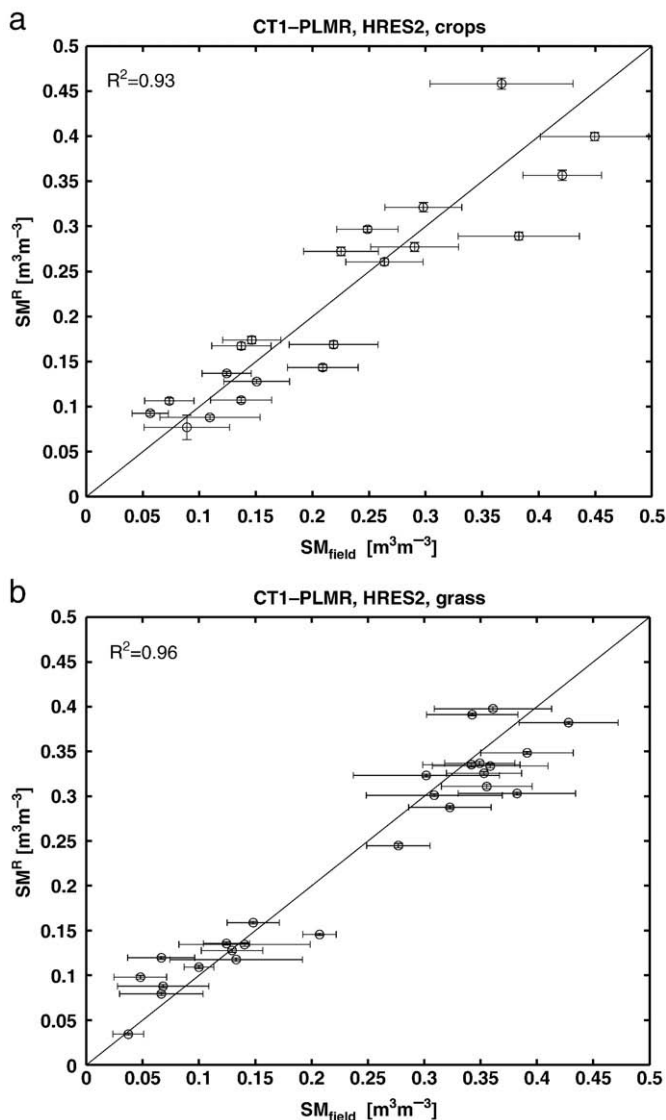 a
CT1–PLMR, HRES2, crops
R²=0.93
0.5
0.45
0.4
0.35
0.3
0.25
0.2
0.15
0.1
0.05
0
SMᴿ [m³m⁻³]
0 0.05 0.1 0.15 0.2 0.25 0.3 0.35 0.4 0.45 0.5
SM_field [m³m⁻³]
b
CT1–PLMR, HRES2, grass
R²=0.96
0.5
0.45
0.4
0.35
0.3
0.25
0.2
0.15
0.1
0.05
0
SMᴿ [m³m⁻³]
0 0.05 0.1 0.15 0.2 0.25 0.3 0.35 0.4 0.45 0.5
SM_field [m³m⁻³]